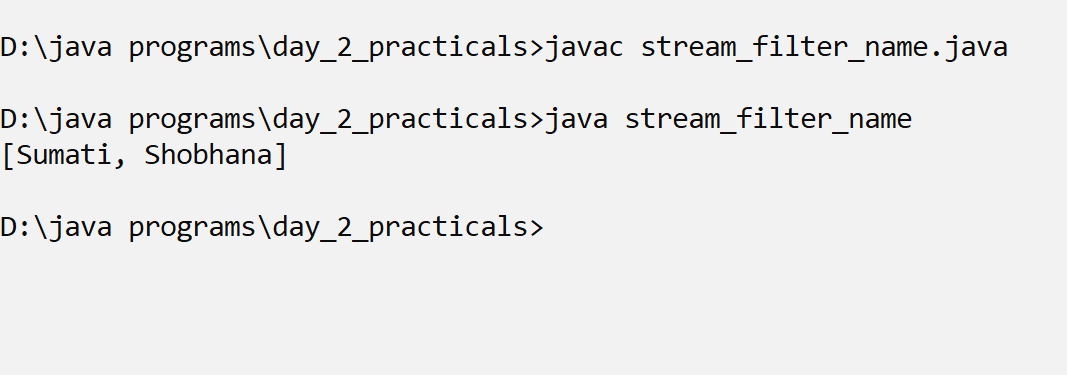 D:\java programs\day_2_practicals>javac stream_filter_name.java
D:\java programs\day_2_practicals>java stream_filter_name
[Sumati, Shobhana]
D:\java programs\day_2_practicals>